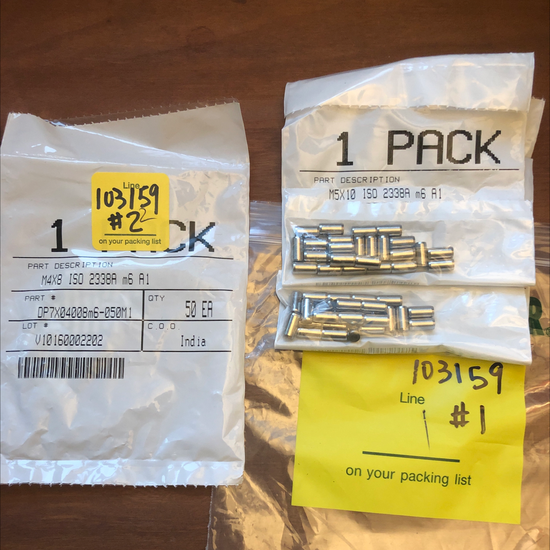 Line
103159
#2
on your packing list
1 PACK
PART DESCRIPTION
M4X8 ISO 2338A m6 A1
PART #
DP7X04008m6-050M1
QTY
50 EA
LOT #
V10160002202
C.O.O.
India
1 PACK
PART DESCRIPTION
M5X10 ISO 2338A m6 A1
103159
Line
1
#1
on your packing list